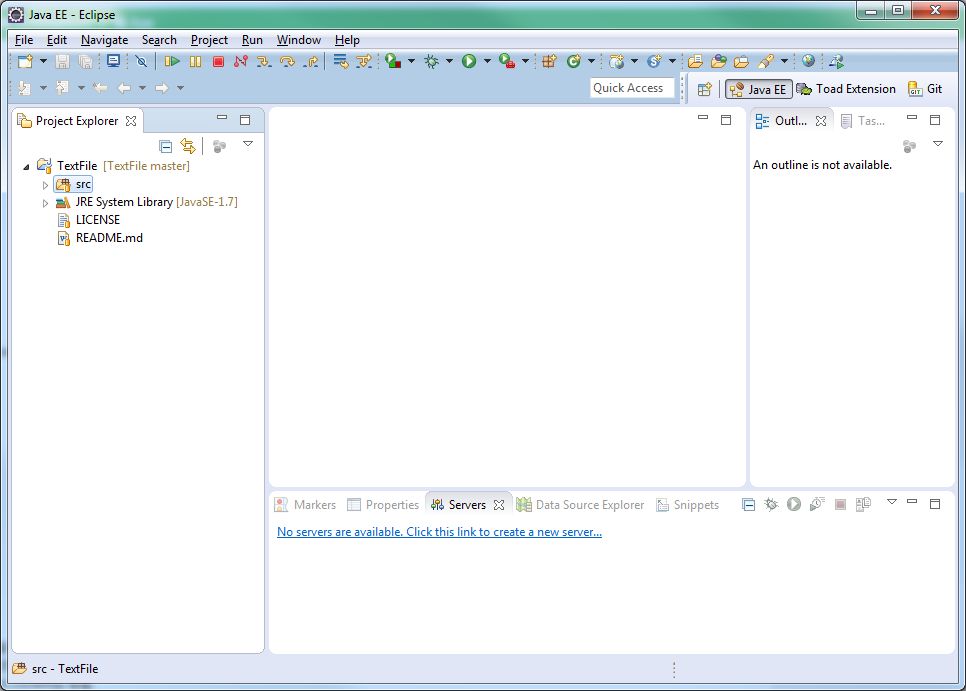 Java EE - Eclipse
File Edit Navigate Search Project Run Window Help
Quick Access Java EE Toad Extension Git
Project Explorer
TextFile [TextFile master]
src
JRE System Library [JavaSE-1.7]
LICENSE
README.md
Outl... Tas...
An outline is not available.
Markers Properties Servers Data Source Explorer Snippets
No servers are available. Click this link to create a new server...
src - TextFile